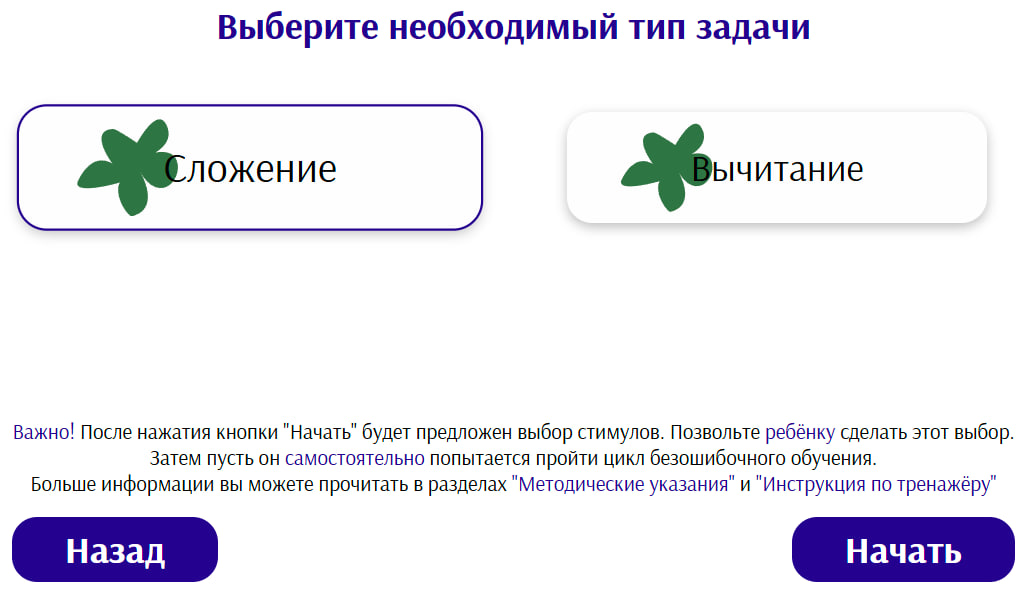 Выберите необходимый тип задачи
Сложение
Вычитание
Важно! После нажатия кнопки "Начать" будет предложен выбор стимулов. Позвольте ребёнку сделать этот выбор.
Затем пусть он самостоятельно попытается пройти цикл безошибочного обучения.
Больше информации вы можете прочитать в разделах "Методические указания" и "Инструкция по тренажёру"
Назад
Начать